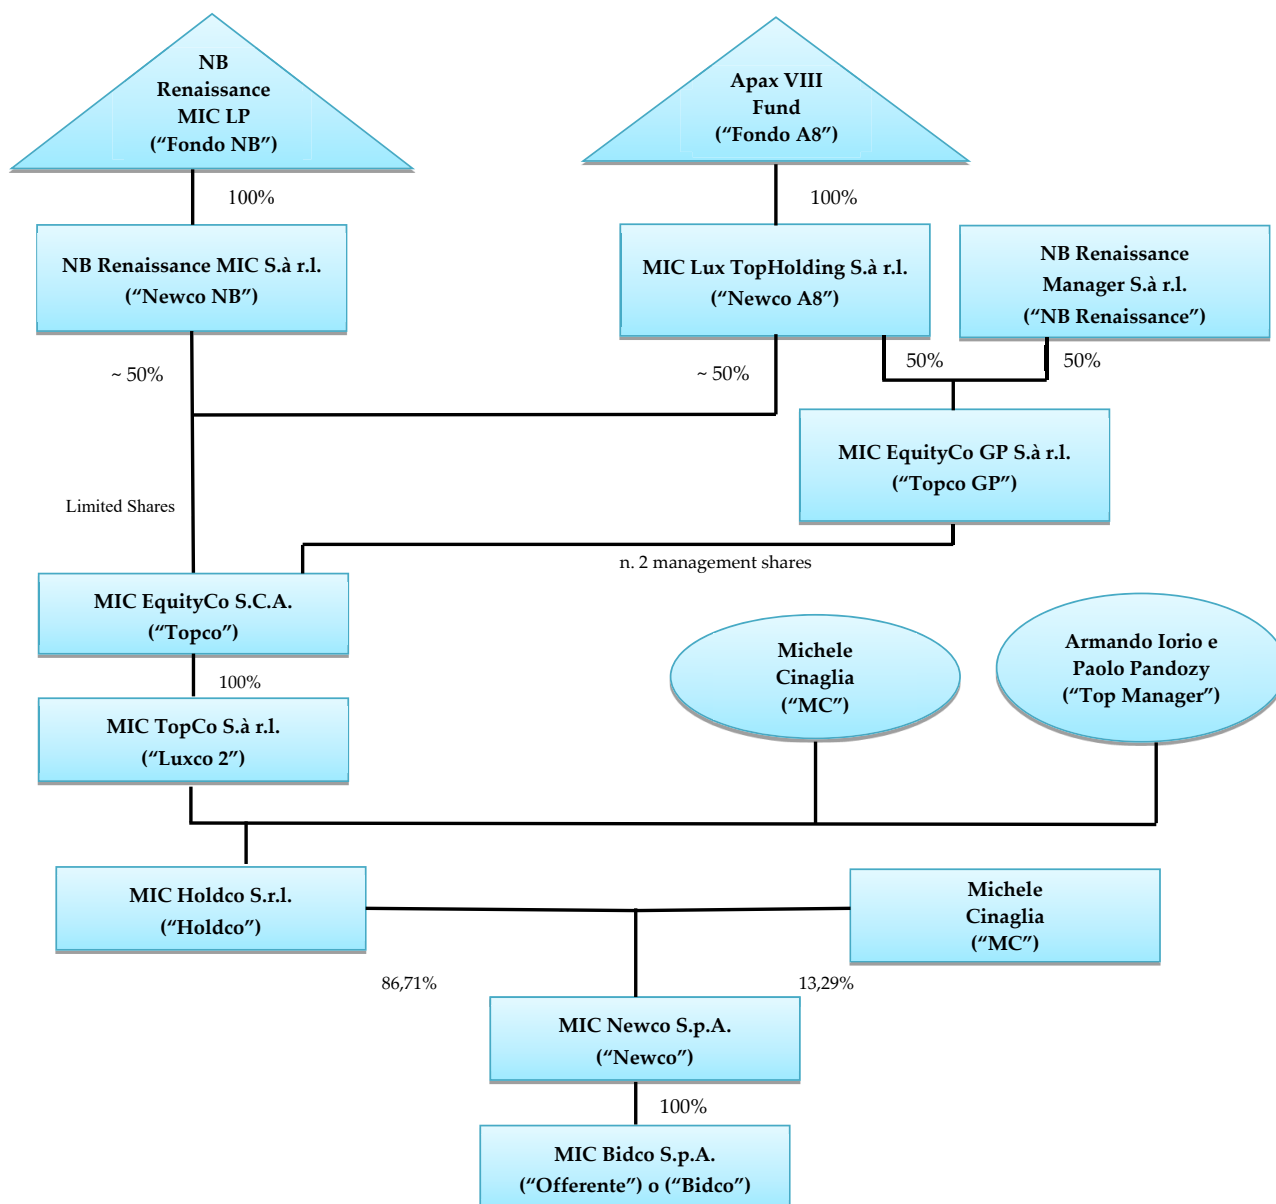 NB
Renaissance
MIC LP
(“Fondo NB”)
Apax VIII
Fund
(“Fondo A8”)
100%
100%
NB Renaissance MIC S.à r.l.
(“Newco NB”)
MIC Lux TopHolding S.à r.l.
(“Newco A8”)
NB Renaissance
Manager S.à r.l.
(“NB Renaissance”)
~ 50%
~ 50%
50%
50%
MIC EquityCo GP S.à r.l.
(“Topco GP”)
Limited Shares
n. 2 management shares
MIC EquityCo S.C.A.
(“Topco”)
Michele
Cinaglia
(“MC”)
Armando Iorio e
Paolo Pandozy
(“Top Manager”)
100%
MIC TopCo S.à r.l.
(“Luxco 2”)
MIC Holdco S.r.l.
(“Holdco”)
Michele
Cinaglia
(“MC”)
86,71%
13,29%
MIC Newco S.p.A.
(“Newco”)
100%
MIC Bidco S.p.A.
(“Offerente”) o (“Bidco”)